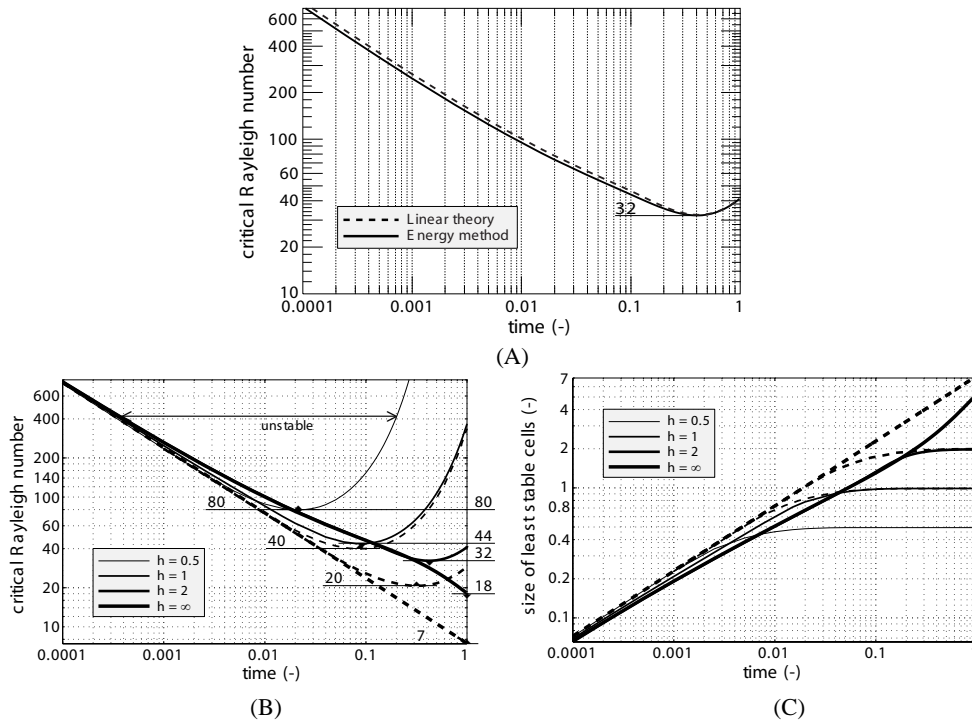 critical Rayleigh number
600
400
200
100
40
20
10
32
Linear theory
Energy method
0.0001
0.001
0.01
0.1
1
time (-)
(A)
critical Rayleigh number
600
400
200
140
100
80
60
40
20
14
10
8
unstable
80
40
20
7
80
44
32
18
h = 0.5
h = 1
h = 2
h = ∞
0.0001
0.001
0.01
0.1
1
time (-)
(B)
size of least stable cells (-)
7
4
2
1
0.8
0.4
0.2
0.1
h = 0.5
h = 1
h = 2
h = ∞
0.0001
0.001
0.01
0.1
1
time (-)
(C)